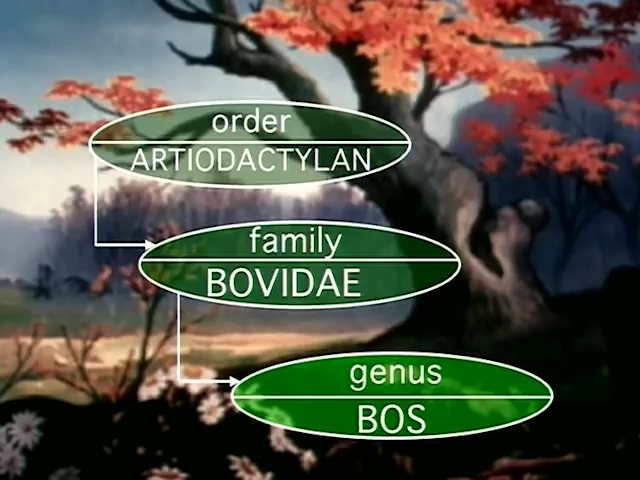 order
ARTIODACTYLAN
family
BOVIDAE
genus
BOS